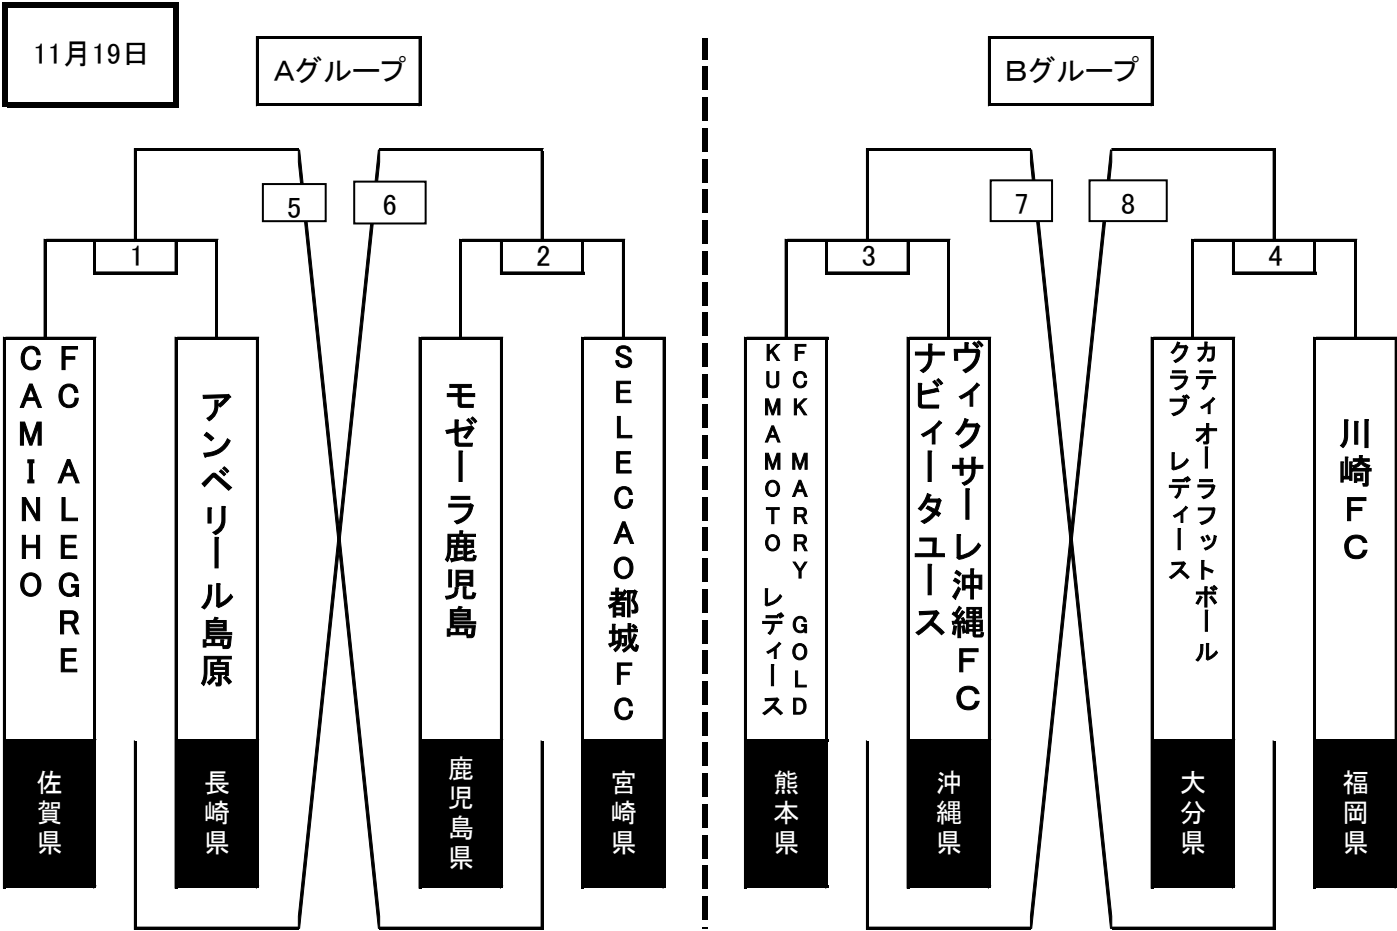 11月19日
Aグループ
Bグループ
5
6
7
8
1
2
3
4
FC ALEGRE
CAMINHO
アンベリール島原
モゼーラ鹿児島
SELECAO都城FC
FCK MARRY GOLD
KUMAMOTO レディース
ヴィクサーレ沖縄FC
ナビィータユース
カティオーラフットボール
クラブ レディース
川崎FC
佐賀県
長崎県
鹿児島県
宮崎県
熊本県
沖縄県
大分県
福岡県